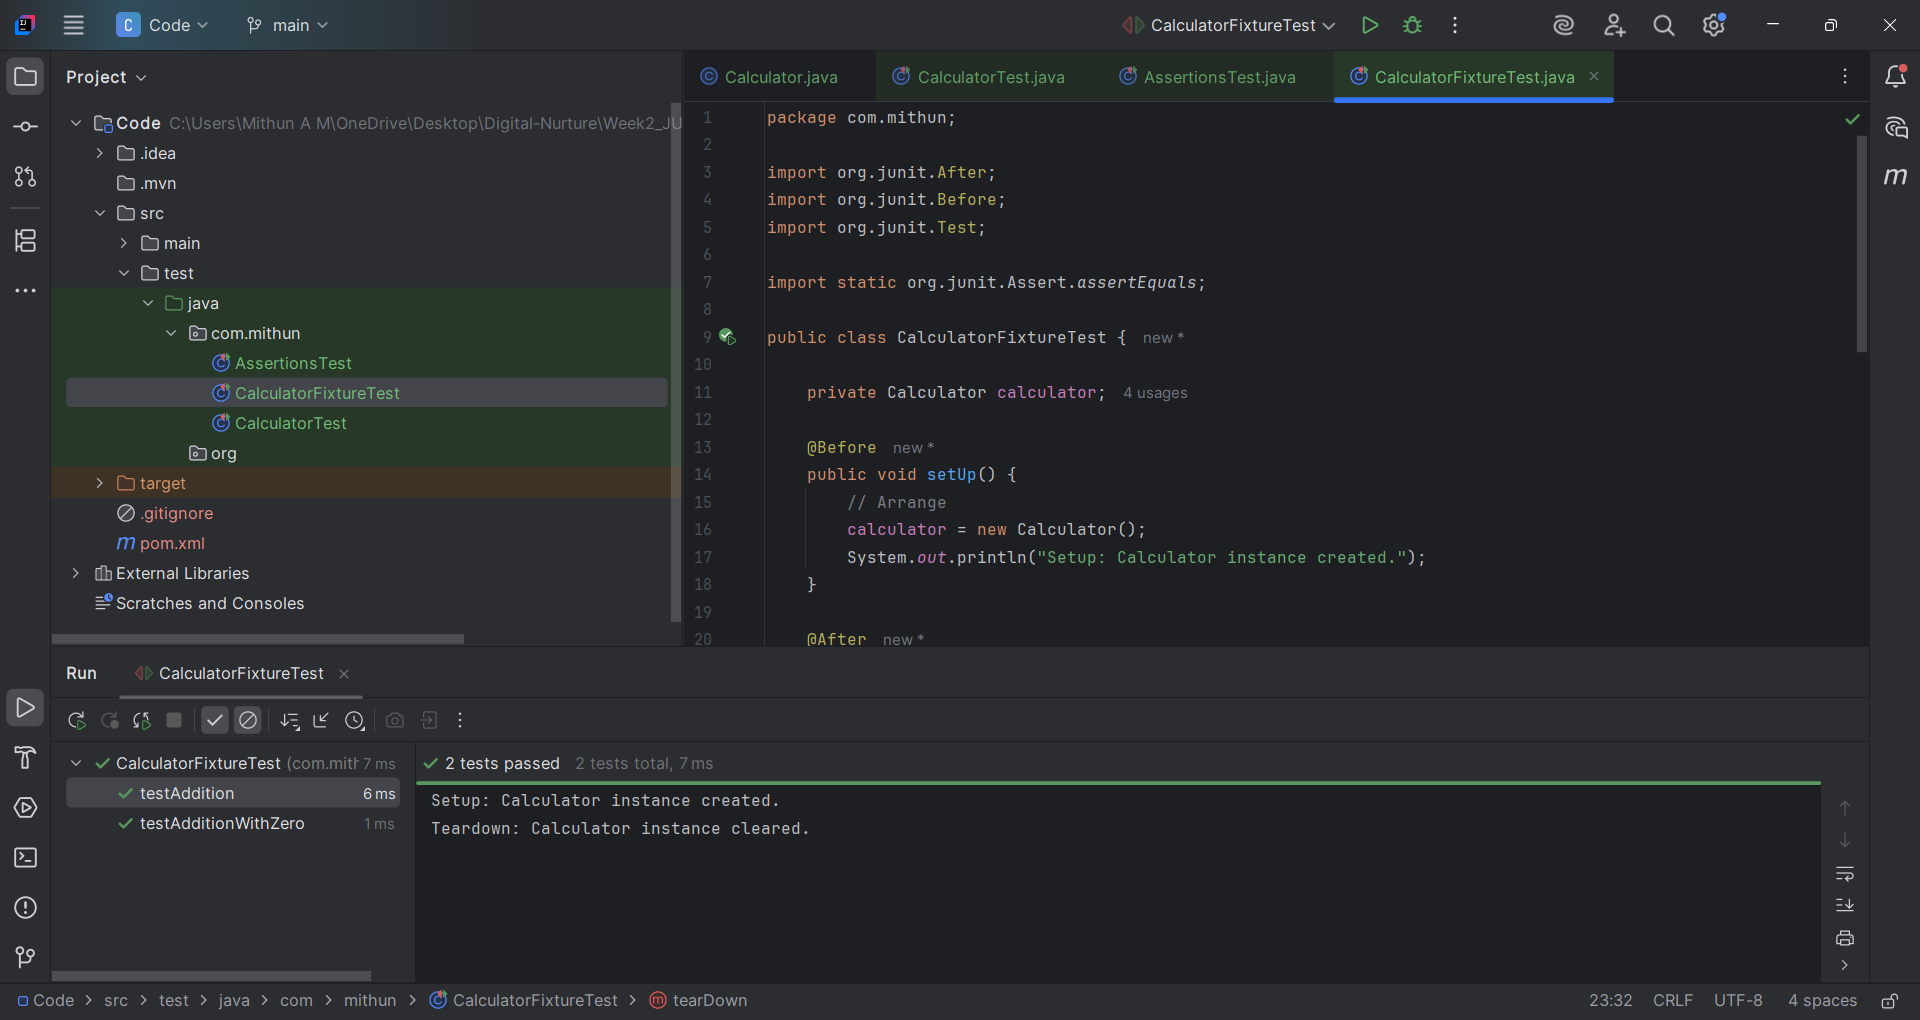 Code
main
CalculatorFixtureTest
Project
Code C:\Users\Mithun A M\OneDrive\Desktop\Digital-Nurture\Week2_JU
.idea
.mvn
src
main
test
java
com.mithun
AssertionsTest
CalculatorFixtureTest
CalculatorTest
org
target
.gitignore
m pom.xml
External Libraries
Scratches and Consoles
Calculator.java
CalculatorTest.java
AssertionsTest.java
CalculatorFixtureTest.java
1 package com.mithun;
2
3 import org.junit.After;
4 import org.junit.Before;
5 import org.junit.Test;
6
7 import static org.junit.Assert.assertEquals;
8
9 public class CalculatorFixtureTest { new *
10
11 private Calculator calculator; 4 usages
12
13 @Before new *
14 public void setUp() {
15 // Arrange
16 calculator = new Calculator();
17 System.out.println("Setup: Calculator instance created.");
18 }
19
20 @After new *
m
Run
CalculatorFixtureTest
CalculatorFixtureTest (com.mith 7 ms
testAddition 6 ms
testAdditionWithZero 1 ms
2 tests passed 2 tests total, 7 ms
Setup: Calculator instance created.
Teardown: Calculator instance cleared.
Code > src > test > java > com > mithun > CalculatorFixtureTest > m tearDown
23:32 CRLF UTF-8 4 spaces